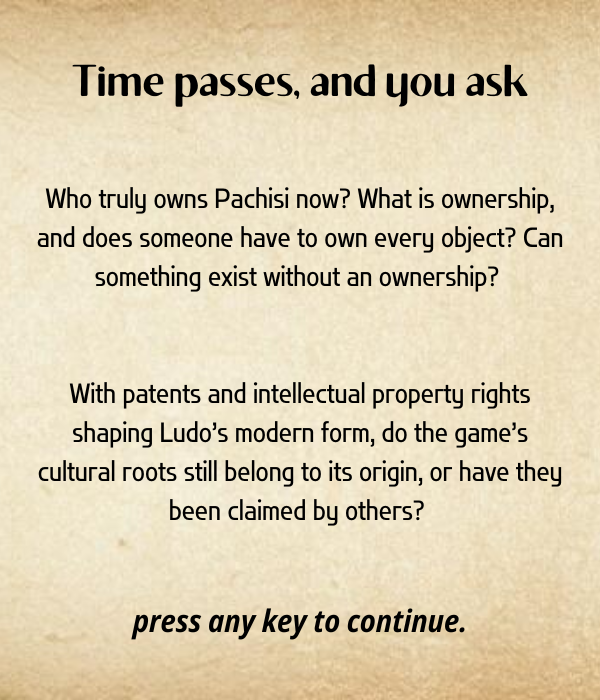 Time passes, and you ask
Who truly owns Pachisi now? What is ownership,
and does someone have to own every object? Can
something exist without an ownership?
With patents and intellectual property rights
shaping Ludo’s modern form, do the game’s
cultural roots still belong to its origin, or have they
been claimed by others?
press any key to continue.